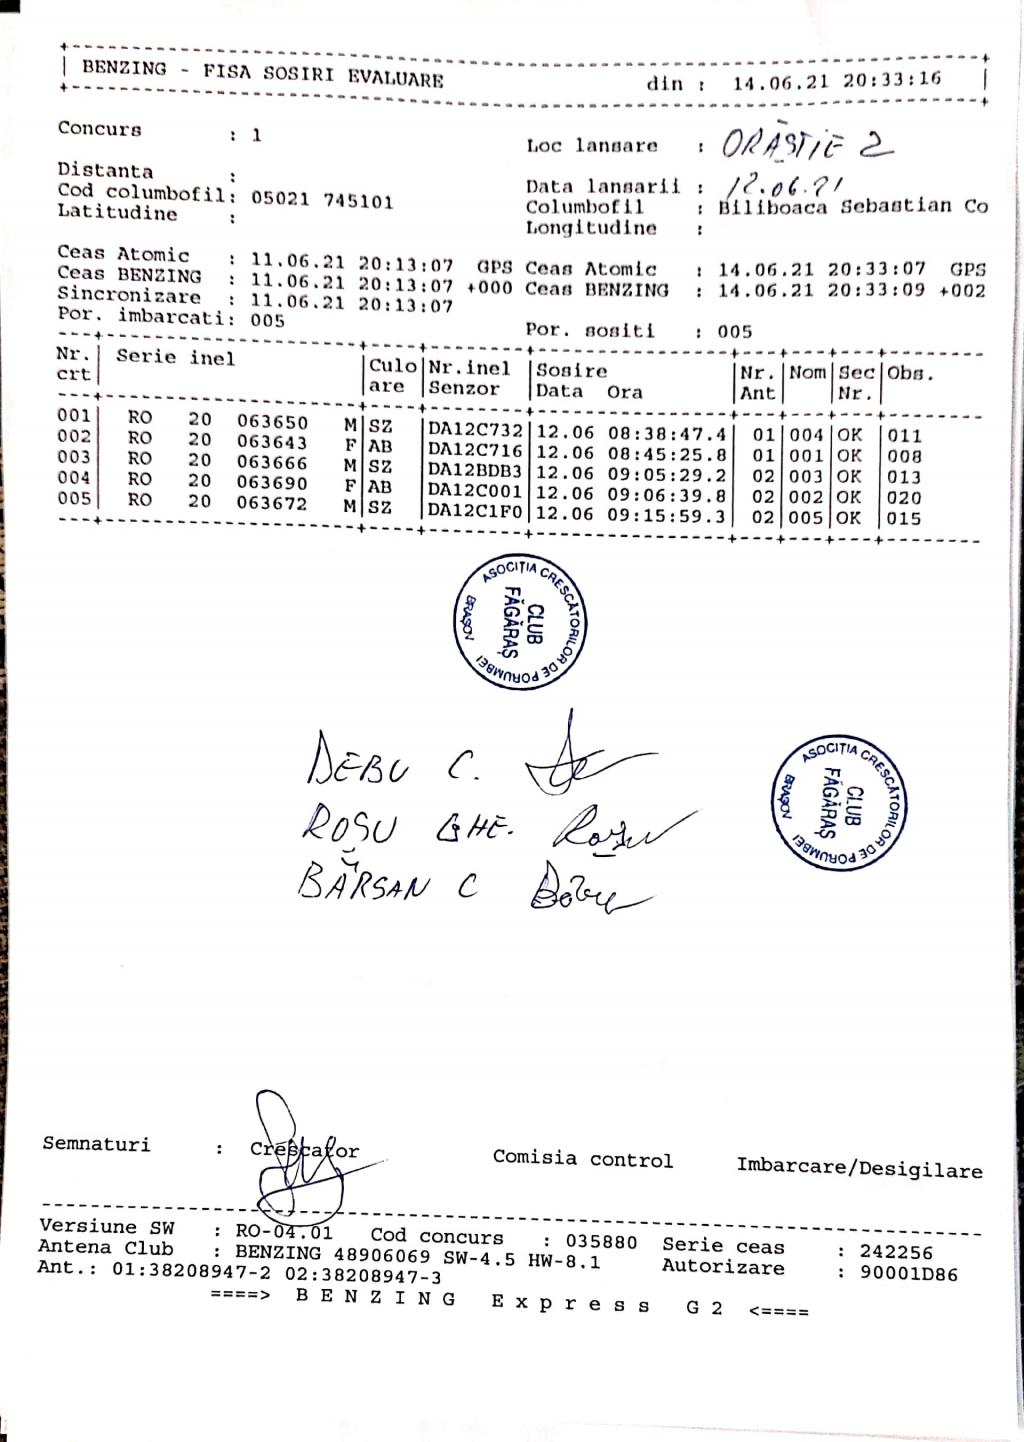 BENZING - FISA SOSIRI EVALUARE din : 14.06.21 20:33:16
Concurs : 1 Loc lansare : ORĂȘTIE 2
Distanta : Data lansarii : 12.06.21
Cod columbofil: 05021 745101 Columbofil : Biliboaca Sebastian Co
Latitudine : Longitudine :
Ceas Atomic : 11.06.21 20:13:07 GPS Ceas Atomic : 14.06.21 20:33:07 GPS
Ceas BENZING : 11.06.21 20:13:07 +000 Ceas BENZING : 14.06.21 20:33:09 +002
Sincronizare : 11.06.21 20:13:07
Por. imbarcati: 005 Por. sositi : 005
Nr. Serie inel Culo Nr.inel Sosire Nr. Nom Sec Obs.
crt are Senzor Data Ora Ant Nr.
001 RO 20 063650 M SZ DA12C732 12.06 08:38:47.4 01 004 OK 011
002 RO 20 063643 F AB DA12C716 12.06 08:45:25.8 01 001 OK 008
003 RO 20 063666 M SZ DA12BDB3 12.06 09:05:29.2 02 003 OK 013
004 RO 20 063690 F AB DA12C001 12.06 09:06:39.8 02 002 OK 020
005 RO 20 063672 M SZ DA12C1F0 12.06 09:15:59.3 02 005 OK 015
ASOCIȚIA CRESCĂTORILOR DE PORUMBEI
CLUB
FĂGĂRAȘ
BRAȘOV
DEBU C.
ROȘU GHE. Roșu
BĂRSAN C
ASOCIȚIA CRESCĂTORILOR DE PORUMBEI
CLUB
FĂGĂRAȘ
BRAȘOV
Semnaturi : Crescator Comisia control Imbarcare/Desigilare
Versiune SW : RO-04.01 Cod concurs : 035880 Serie ceas : 242256
Antena Club : BENZING 48906069 SW-4.5 HW-8.1 Autorizare : 90001D86
Ant.: 01:38208947-2 02:38208947-3
====> B E N Z I N G E x p r e s s G 2 <====